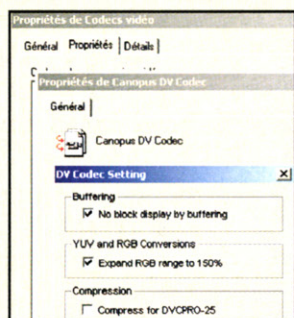 Propriétés de Codecs vidéo
Général Propriétés Détails
Propriétés de Canopus DV Codec
Général
Canopus DV Codec
DV Codec Setting
Buffering
No block display by buffering
YUV and RGB Conversions
Expand RGB range to 150%
Compression
Compress for DVCPRO-25